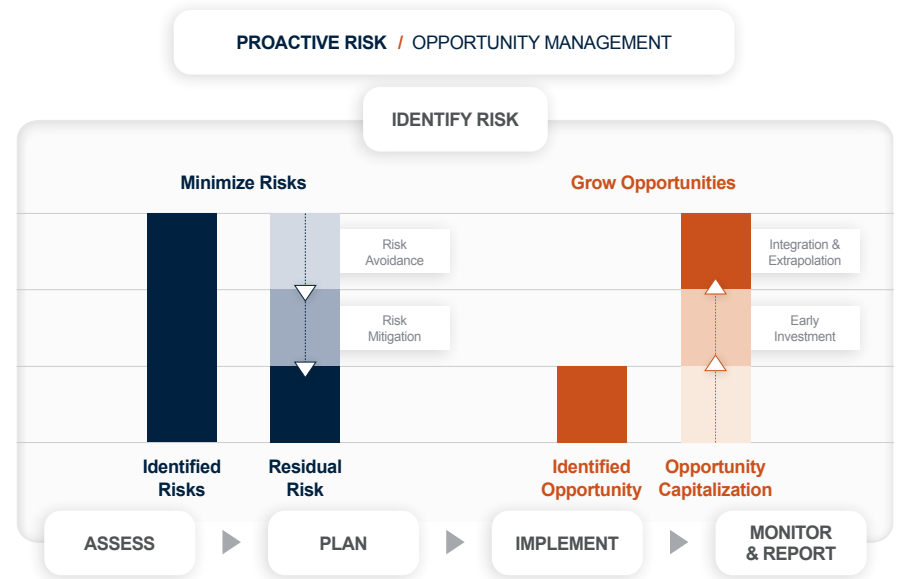 PROACTIVE RISK / OPPORTUNITY MANAGEMENT
IDENTIFY RISK
Minimize Risks
Grow Opportunities
Risk
Avoidance
Risk
Mitigation
Integration &
Extrapolation
Early
Investment
Identified
Risks
Residual
Risk
Identified
Opportunity
Opportunity
Capitalization
ASSESS
PLAN
IMPLEMENT
MONITOR
& REPORT